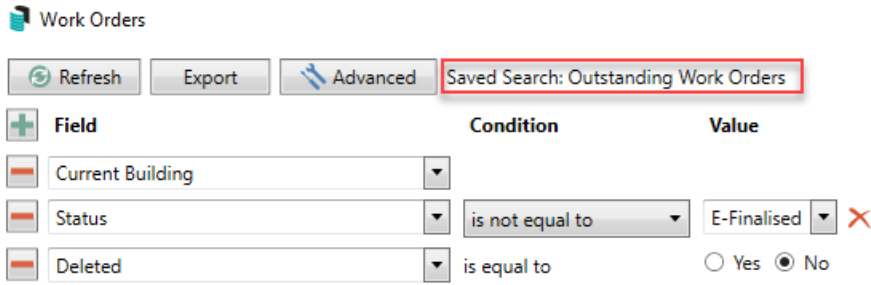 Work Orders
Refresh Export Advanced Saved Search: Outstanding Work Orders
Field Condition Value
Current Building
Status is not equal to E-Finalised
Deleted is equal to Yes No